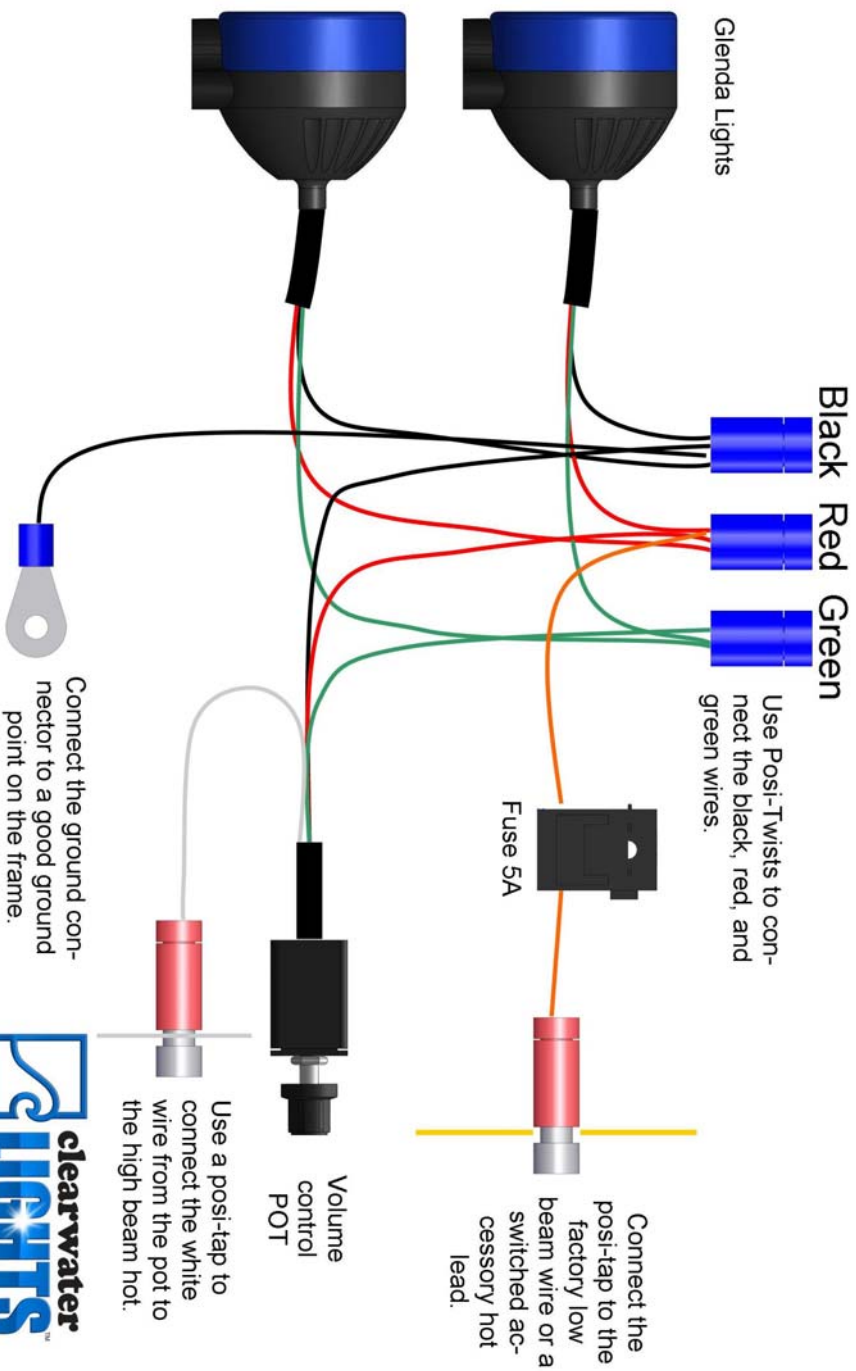 Glenda Lights
Black
Red
Green
Use Posi-Twists to con-
nect the black, red, and
green wires.
Fuse 5A
Connect the
posi-tap to the
factory low
beam wire or a
switched ac-
cessory hot
lead.
Volume
control
POT
Use a posi-tap to
connect the white
wire from the pot to
the high beam hot.
Connect the ground con-
nector to a good ground
point on the frame.
clearwater
LIGHTS™